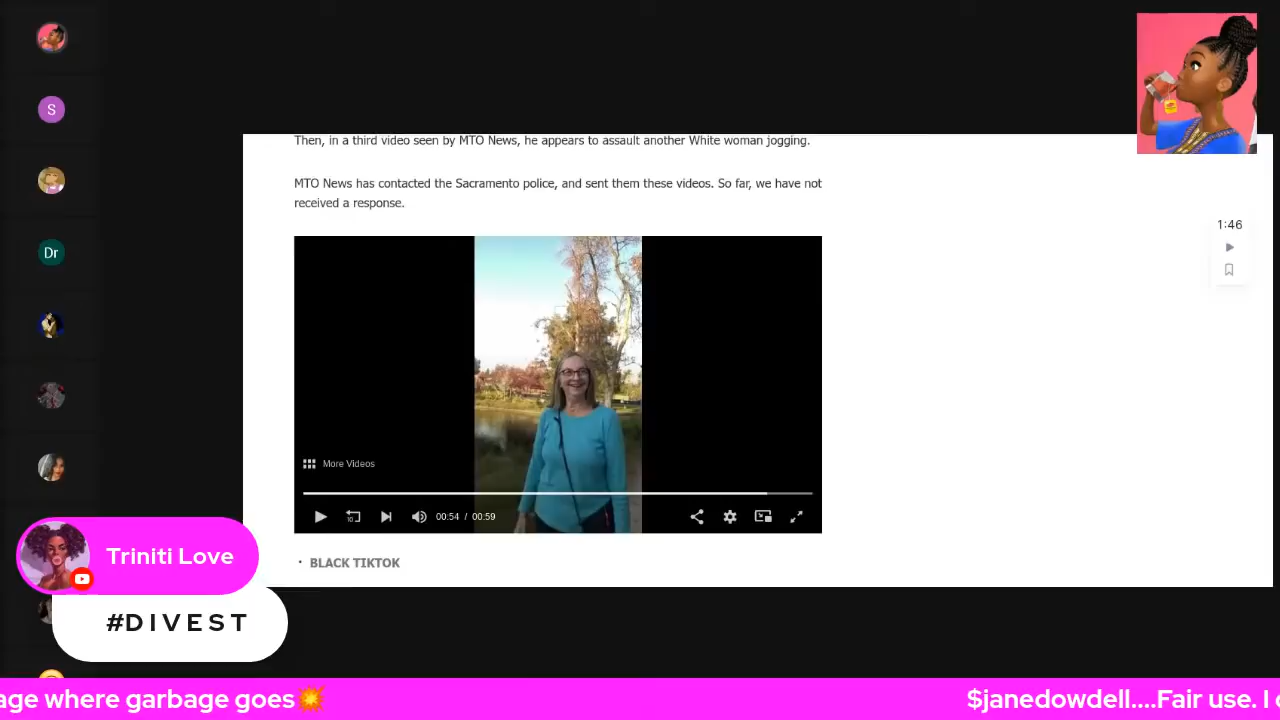 S
Then, in a third video seen by MTO News, he appears to assault another White woman jogging.
MTO News has contacted the Sacramento police, and sent them these videos. So far, we have not
received a response.
1:46
Dr
More Videos
10
00:54 / 00:59
• BLACK TIKTOK
Triniti Love
#DIVEST
age where garbage goes💥
$janedowdell....Fair use. I